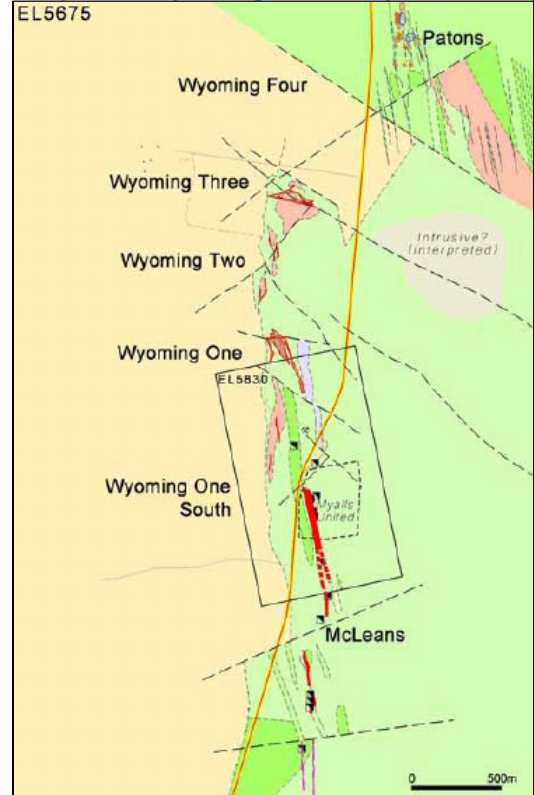 EL5675
Patons
Wyoming Four
Wyoming Three
Intrusive?
(interpreted)
Wyoming Two
Wyoming One
EL5830
Wyoming One
South
Myalls
United
McLeans
0 500m